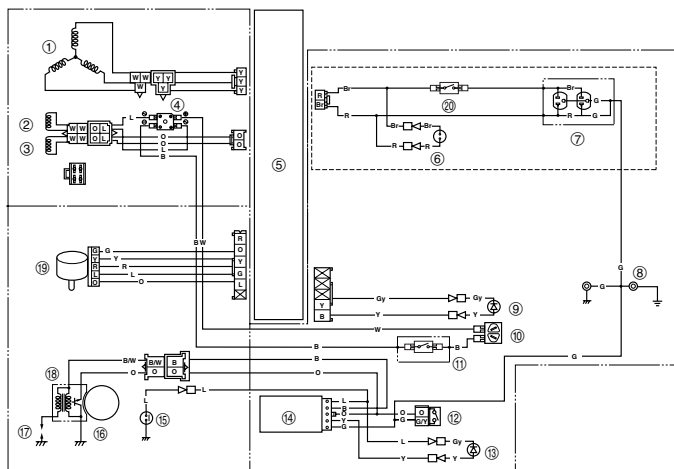 ①
W W Y Y
W Y
Y
Y
Y
④
②
③
W W O L
W W O L
L
O
O
L
B
O
O
⑤
R
Br
Br
⑳
Br
G
R
R G
⑦
Br
R
⑥
B W
G
⑲
G
Y
R
L
O
G
Y
R
L
O
R
O
Y
G
L
Y
B
Gy Gy
Y Y
⑨
G
G
⑧
W
⑩
B
B
⑪
G
B/W
O
B/W B
O O
B
O
⑱
⑰
⑯
L
L
⑮
⑭
L
B
O
Y
G
O
G
O
G/Y
⑫
L Gy
Y Y
⑬